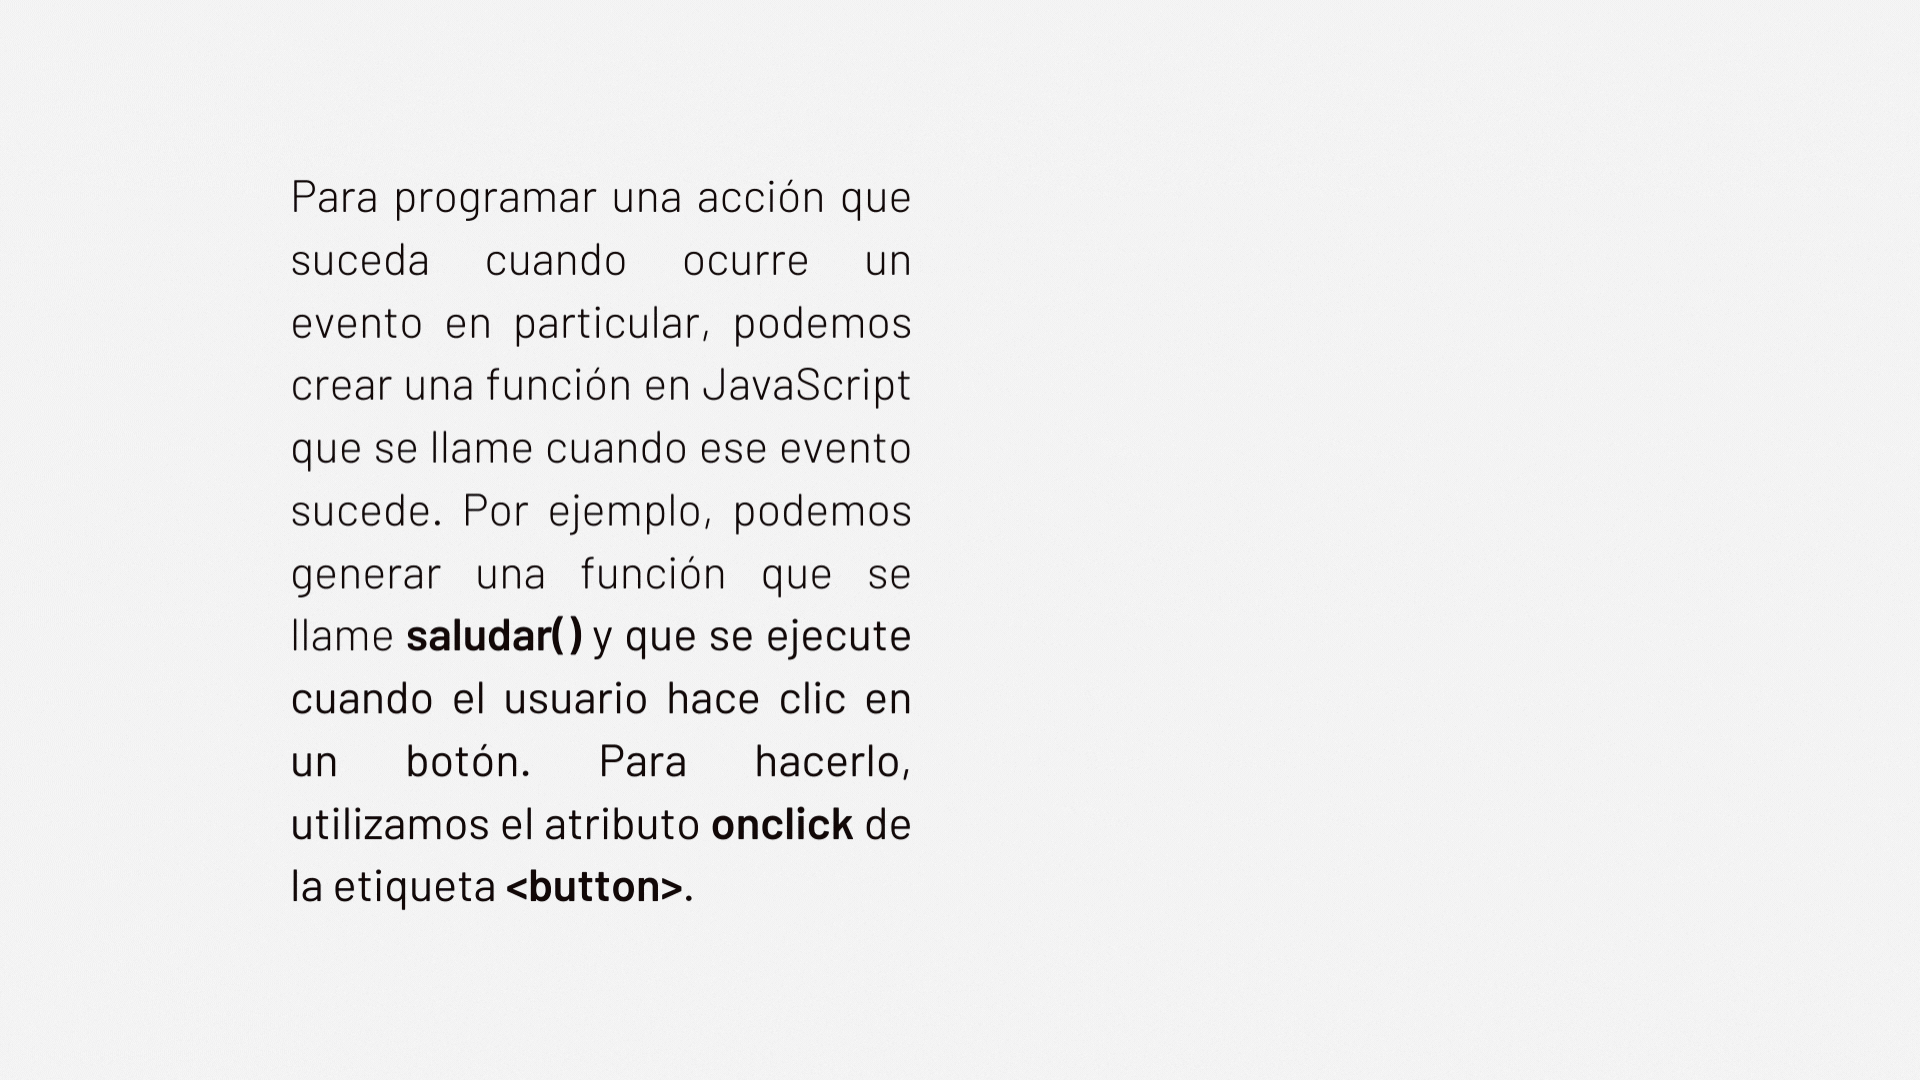 Para programar una acción que
suceda cuando ocurre un
evento en particular, podemos
crear una función en JavaScript
que se llame cuando ese evento
sucede. Por ejemplo, podemos
generar una función que se
llame saludar() y que se ejecute
cuando el usuario hace clic en
un botón. Para hacerlo,
utilizamos el atributo onclick de
la etiqueta <button>.